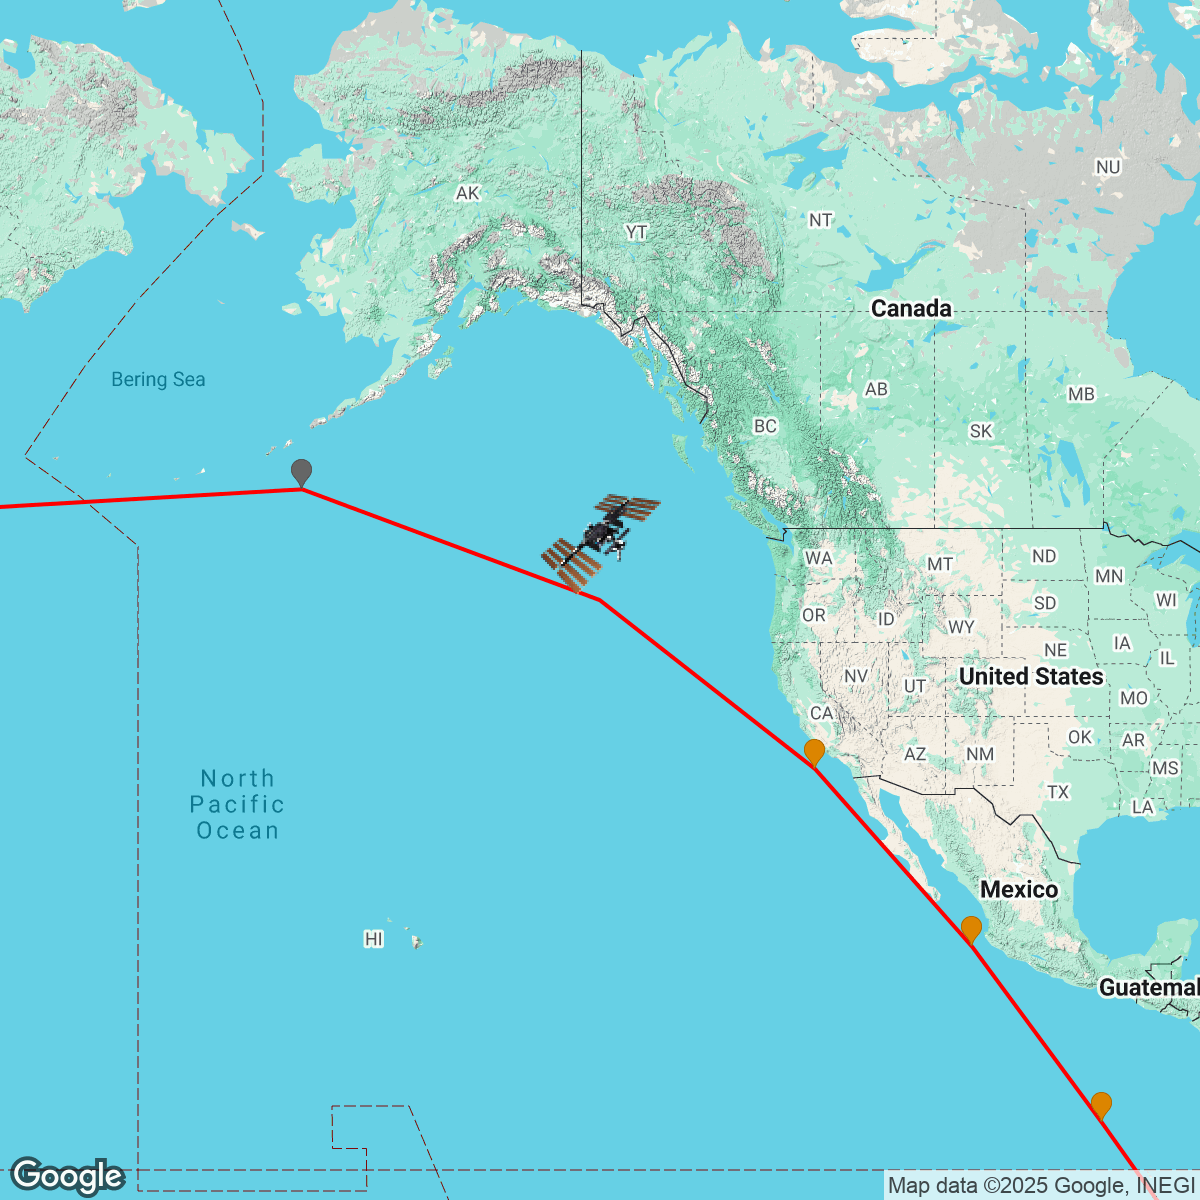 NU
AK
NT
YT
Canada
Bering Sea
AB
MB
BC
SK
WA
MT
ND
MN
WI
OR
ID
WY
SD
NE
IA
IL
NV
UT
United States
MO
CA
AZ
NM
OK
AR
MS
TX
LA
North
Pacific
Ocean
Mexico
HI
Guatemal
Google
Map data ©2025 Google, INEGI